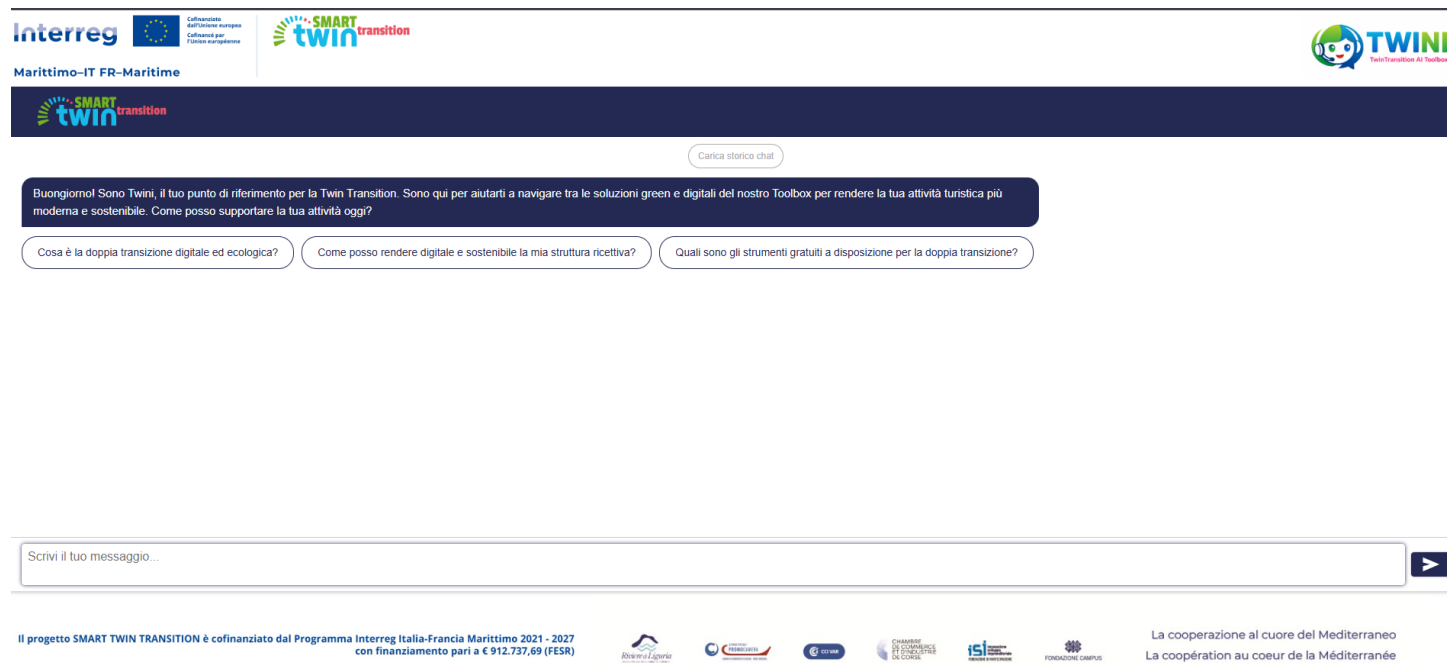 Interreg
Cofinanziato
dall'Unione europea
Cofinancé par
l'Union européenne
Marittimo–IT FR–Maritime
SMART
twin transition
TWINI
TwinTransition AI Toolbox
SMART
twin transition
Carica storico chat
Buongiorno! Sono Twini, il tuo punto di riferimento per la Twin Transition. Sono qui per aiutarti a navigare tra le soluzioni green e digitali del nostro Toolbox per rendere la tua attività turistica più
moderna e sostenibile. Come posso supportare la tua attività oggi?
Cosa è la doppia transizione digitale ed ecologica?
Come posso rendere digitale e sostenibile la mia struttura ricettiva?
Quali sono gli strumenti gratuiti a disposizione per la doppia transizione?
Scrivi il tuo messaggio...
Il progetto SMART TWIN TRANSITION è cofinanziato dal Programma Interreg Italia-Francia Marittimo 2021 - 2027
con finanziamento pari a € 912.737,69 (FESR)
Riviere di Liguria
CCI VAR
CHAMBRE
DE COMMERCE
ET D'INDUSTRIE
DE CORSE
isi
FONDAZIONE CAMPUS
La cooperazione al cuore del Mediterraneo
La coopération au coeur de la Méditerranée